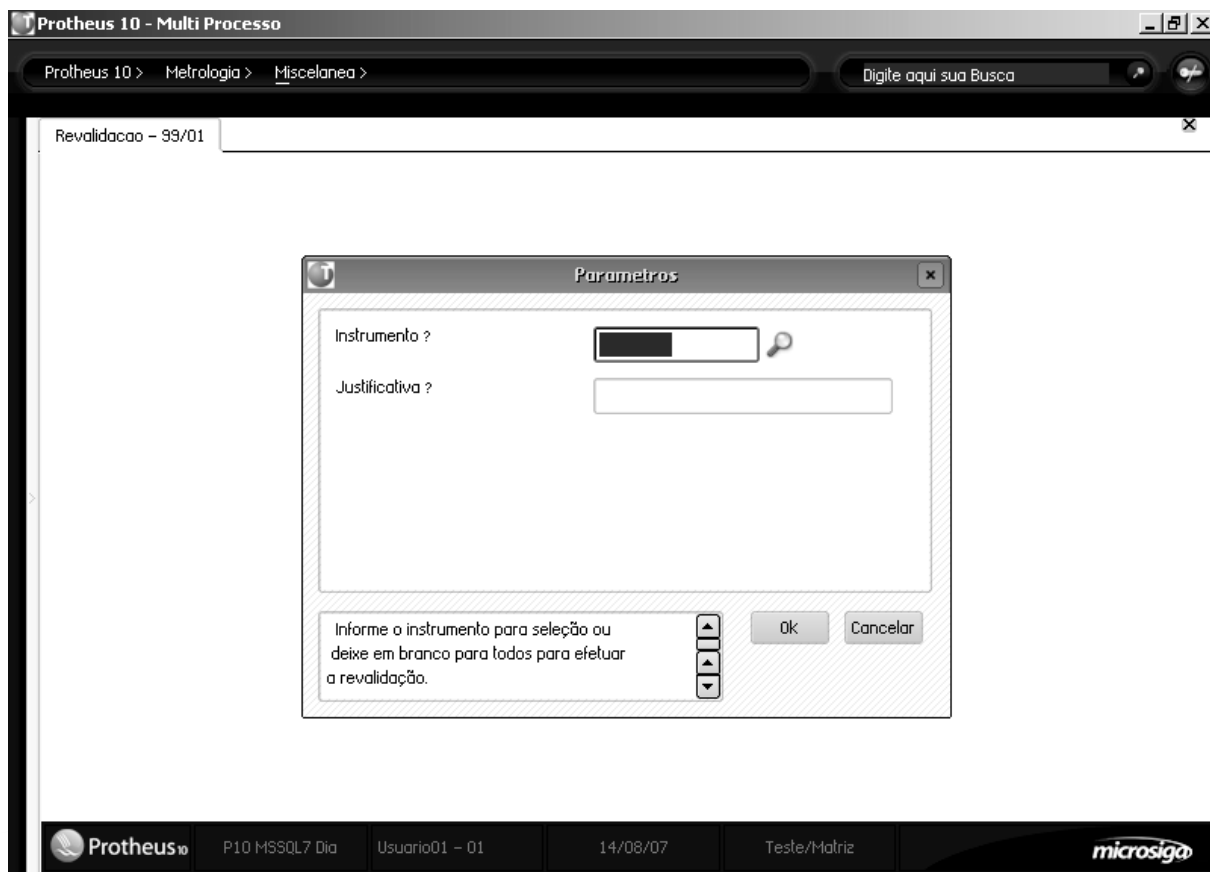 Protheus 10 - Multi Processo
Protheus 10 > Metrologia > Miscelanea >
Digite aqui sua Busca
Revalidacao - 99/01
Parametros
Instrumento ?
Justificativa ?
Informe o instrumento para seleção ou
deixe em branco para todos para efetuar
a revalidação.
Ok
Cancelar
Protheus 10
P10 MSSQL7 Dia
Usuario01 - 01
14/08/07
Teste/Matriz
microsiga